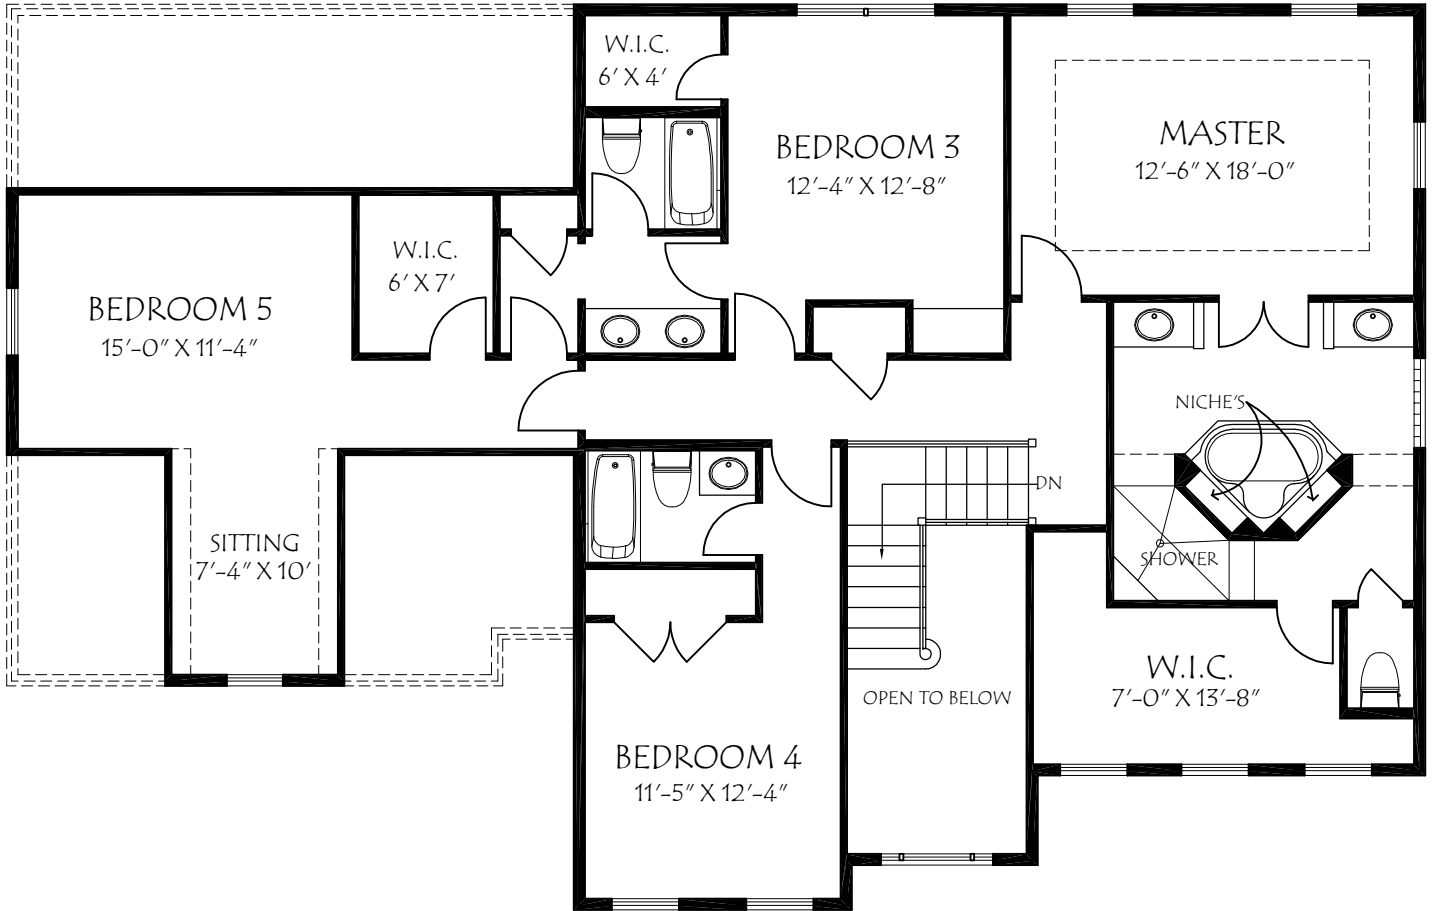 W.I.C.
6' X 4'
BEDROOM 3
12'-4" X 12'-8"
MASTER
12'-6" X 18'-0"
W.I.C.
6' X 7'
BEDROOM 5
15'-0" X 11'-4"
NICHE'S
DN
SITTING
7'-4" X 10'
SHOWER
W.I.C.
7'-0" X 13'-8"
OPEN TO BELOW
BEDROOM 4
11'-5" X 12'-4"